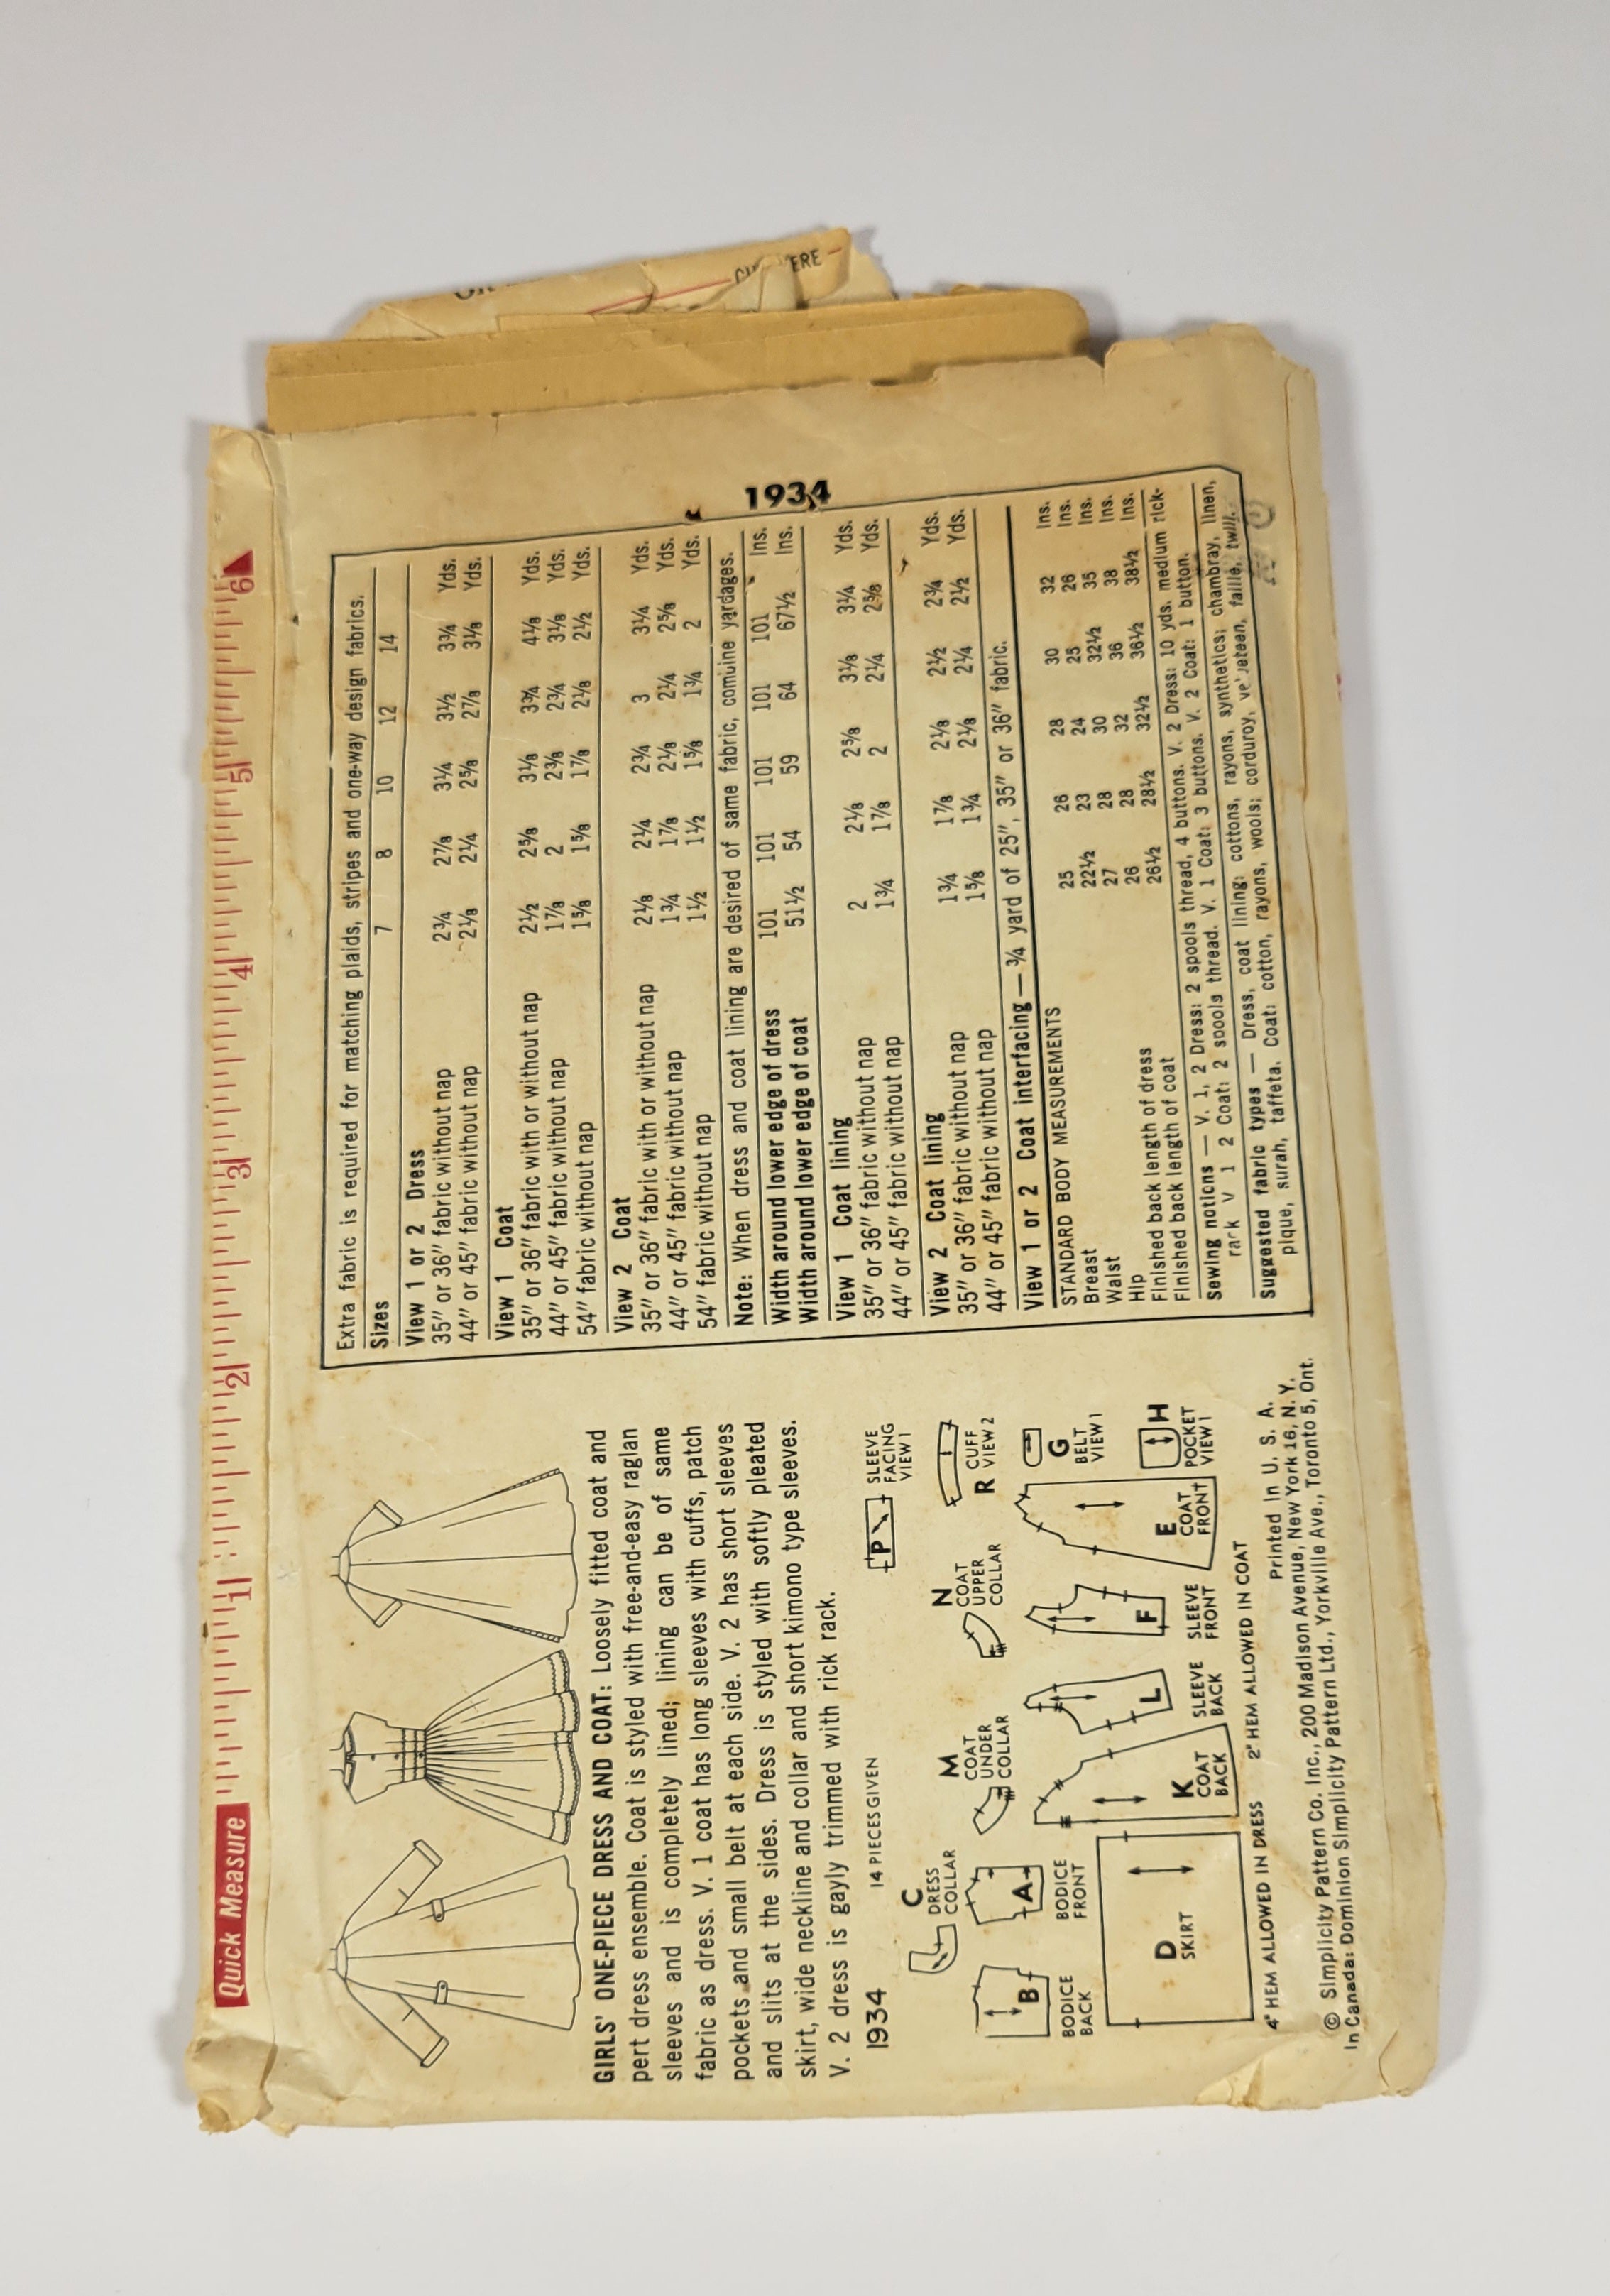 Quick Measure 1 2 3 4 5 6
GIRLS' ONE-PIECE DRESS AND COAT: Loosely fitted coat and
pert dress ensemble. Coat is styled with free-and-easy raglan
sleeves and is completely lined; lining can be of same
fabric as dress. V. 1 coat has long sleeves with cuffs, patch
pockets and small belt at each side. V. 2 has short sleeves
and slits at the sides. Dress is styled with softly pleated
skirt, wide neckline and collar and short kimono type sleeves.
V. 2 dress is gayly trimmed with rick rack.
1934 14 PIECES GIVEN
P SLEEVE FACING VIEW 1
C DRESS COLLAR
M COAT UNDER COLLAR
N COAT UPPER COLLAR
R CUFF VIEW 2
B BODICE BACK
A BODICE FRONT
L SLEEVE BACK
F SLEEVE FRONT
G BELT VIEW 1
D SKIRT
K COAT BACK
E COAT FRONT
H POCKET VIEW 1
4" HEM ALLOWED IN DRESS 2" HEM ALLOWED IN COAT
Printed In U. S. A.
© Simplicity Pattern Co. Inc., 200 Madison Avenue, New York 16, N. Y.
In Canada: Dominion Simplicity Pattern Ltd., Yorkville Ave., Toronto 5, Ont.
Extra fabric is required for matching plaids, stripes and one-way design fabrics.
Sizes 7 8 10 12 14
View 1 or 2 Dress
35" or 36" fabric without nap 2¾ 2⅞ 3¼ 3½ 3¾ Yds.
44" or 45" fabric without nap 2⅛ 2¼ 2⅝ 2⅞ 3⅛ Yds.
View 1 Coat
35" or 36" fabric with or without nap 2½ 2⅝ 3⅛ 3¾ 4⅛ Yds.
44" or 45" fabric without nap 1⅞ 2 2⅜ 2¾ 3⅛ Yds.
54" fabric without nap 1⅝ 1⅝ 1⅞ 2⅛ 2½ Yds.
View 2 Coat
35" or 36" fabric with or without nap 2⅛ 2¼ 2¾ 3 3¼ Yds.
44" or 45" fabric without nap 1¾ 1⅞ 2⅛ 2¼ 2⅝ Yds.
54" fabric without nap 1½ 1½ 1⅝ 1¾ 2 Yds.
Note: When dress and coat lining are desired of same fabric, combine yardages.
Width around lower edge of dress 101 101 101 101 101 Ins.
Width around lower edge of coat 51½ 54 59 64 67½ Ins.
1934
View 1 Coat lining
35" or 36" fabric without nap 2 2⅛ 2⅝ 3⅛ 3¼ Yds.
44" or 45" fabric without nap 1¾ 1⅞ 2 2¼ 2⅝ Yds.
View 2 Coat lining
35" or 36" fabric without nap 1¾ 1⅞ 2⅛ 2½ 2¾ Yds.
44" or 45" fabric without nap 1⅝ 1¾ 2⅛ 2¼ 2½ Yds.
View 1 or 2 Coat interfacing — ¾ yard of 25", 35" or 36" fabric.
STANDARD BODY MEASUREMENTS
Breast 25 26 28 30 32 Ins.
Waist 22½ 23 24 25 26 Ins.
Hip 27 28 30 32½ 35 Ins.
Finished back length of dress 26 28 32 36 38 Ins.
Finished back length of coat 26½ 28½ 32½ 36½ 38½ Ins.
Sewing notions — V. 1, 2 Dress: 2 spools thread, 4 buttons. V. 2 Dress: 10 yds. medium rick-
rack V 1 2 Coat: 2 spools thread. V. 1 Coat: 3 buttons. V. 2 Coat: 1 button.
Suggested fabric types — Dress, coat lining: cottons, rayons, synthetics; chambray, linen,
pique, surah, taffeta. Coat: cotton, rayons, wools; corduroy, velveteen, faille, twill.